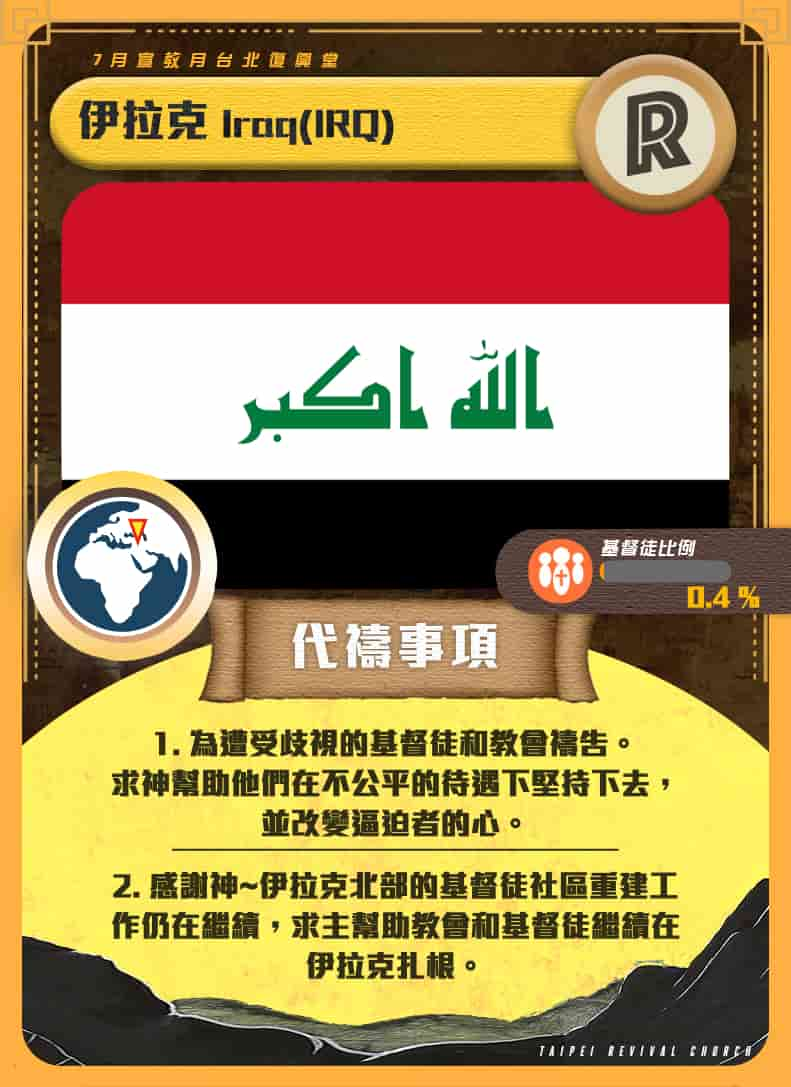 7月宣教月台北復興堂
伊拉克 Iraq(IRQ)
R
الله اكبر
基督徒比例
0.4 %
代禱事項
1. 為遭受歧視的基督徒和教會禱告。
求神幫助他們在不公平的待遇下堅持下去，
並改變逼迫者的心。
2. 感謝神~伊拉克北部的基督徒社區重建工
作仍在繼續，求主幫助教會和基督徒繼續在
伊拉克扎根。
TAIPEI REVIVAL CHURCH